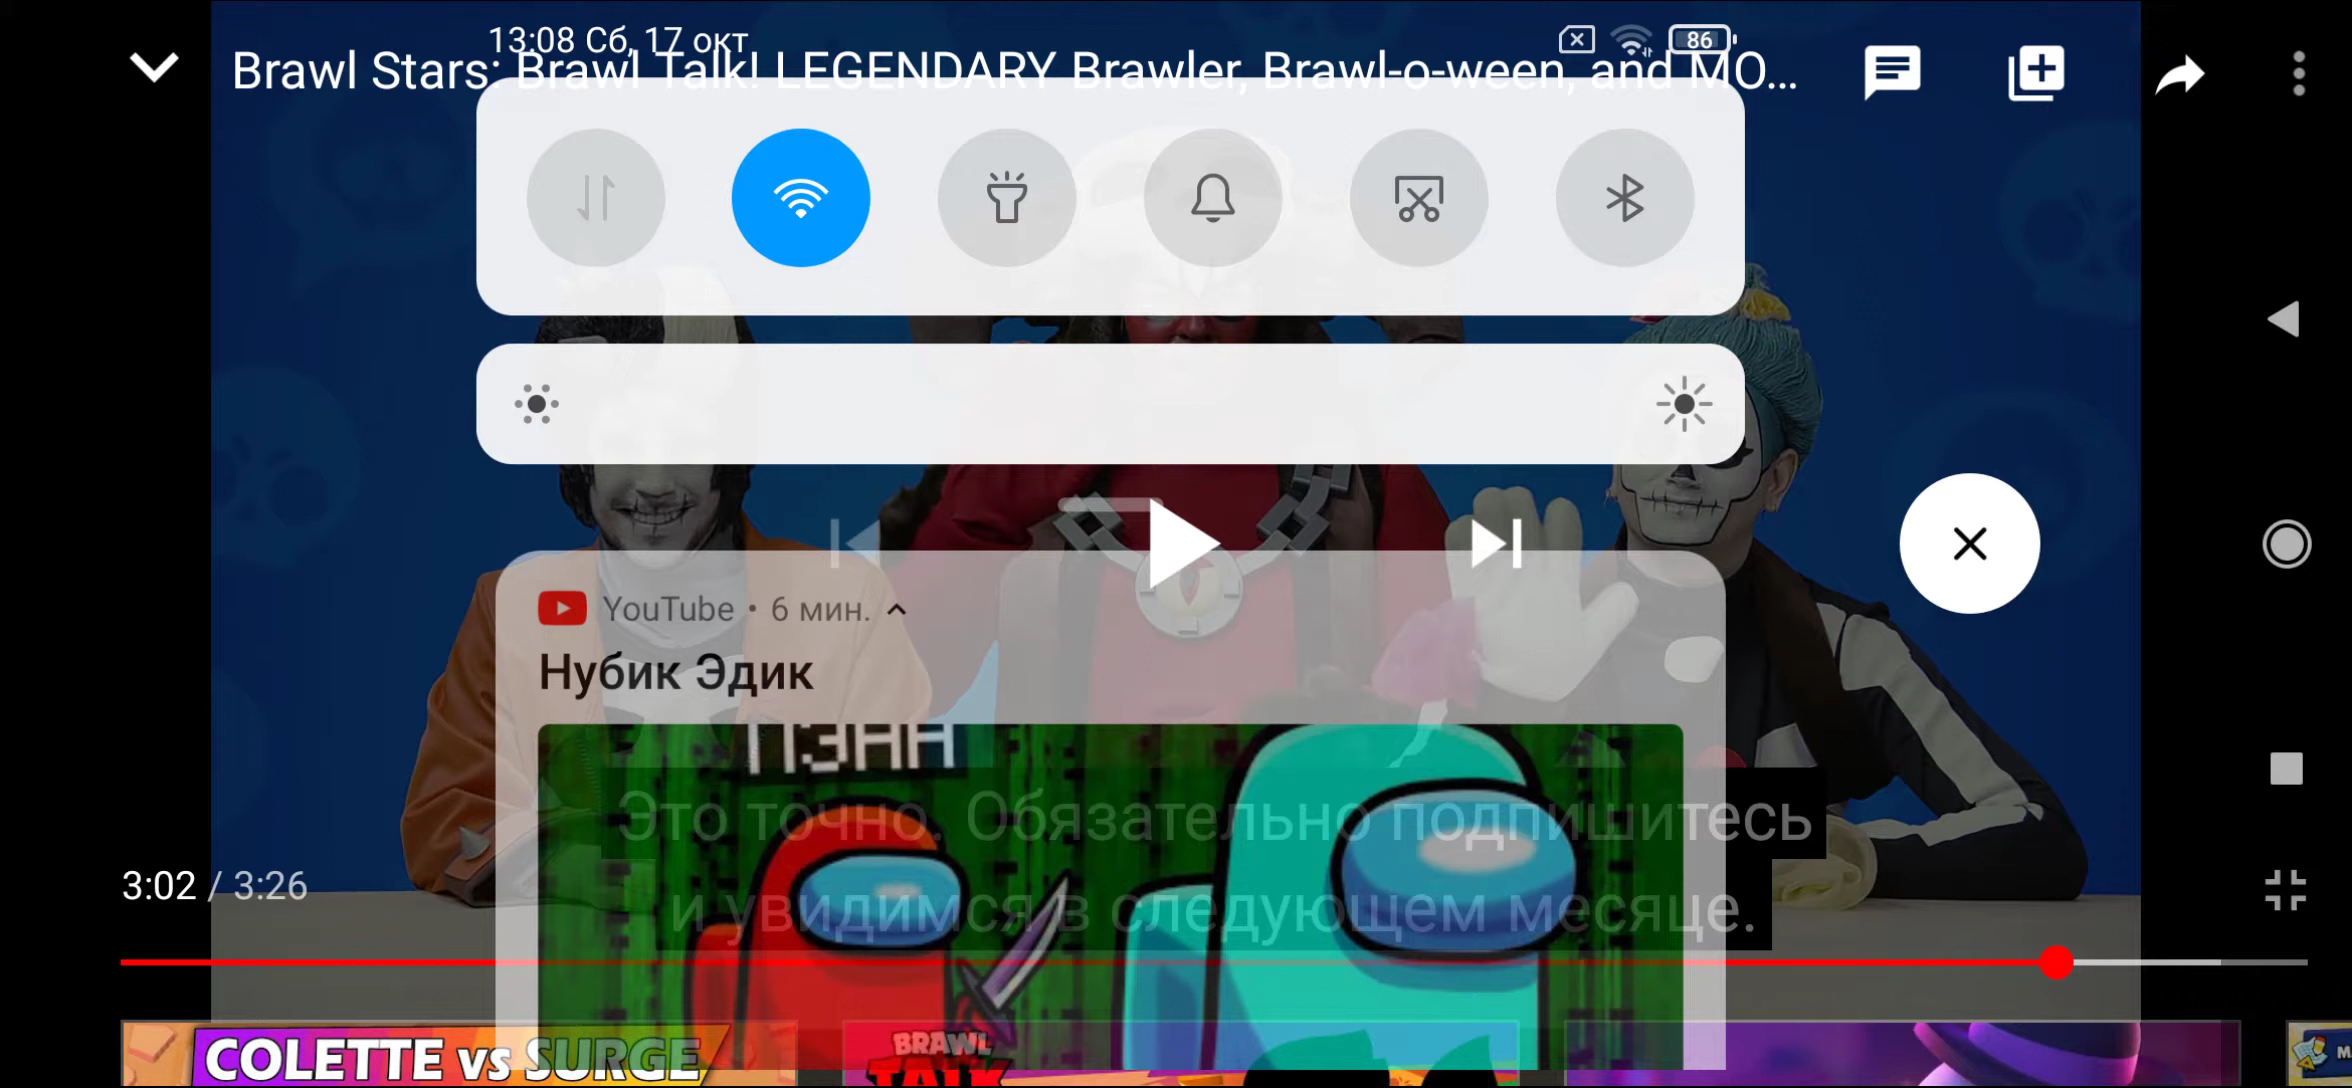 13:08 Сб, 17 окт
86
Brawl Stars: Brawl Talk! LEGENDARY Brawler, Brawl-o-ween, and MO...
YouTube • 6 мин.
Нубик Эдик
Это точно. Обязательно подпишитесь
и увидимся в следующем месяце.
3:02 / 3:26
COLETTE vs SURGE
BRAWL
TALK